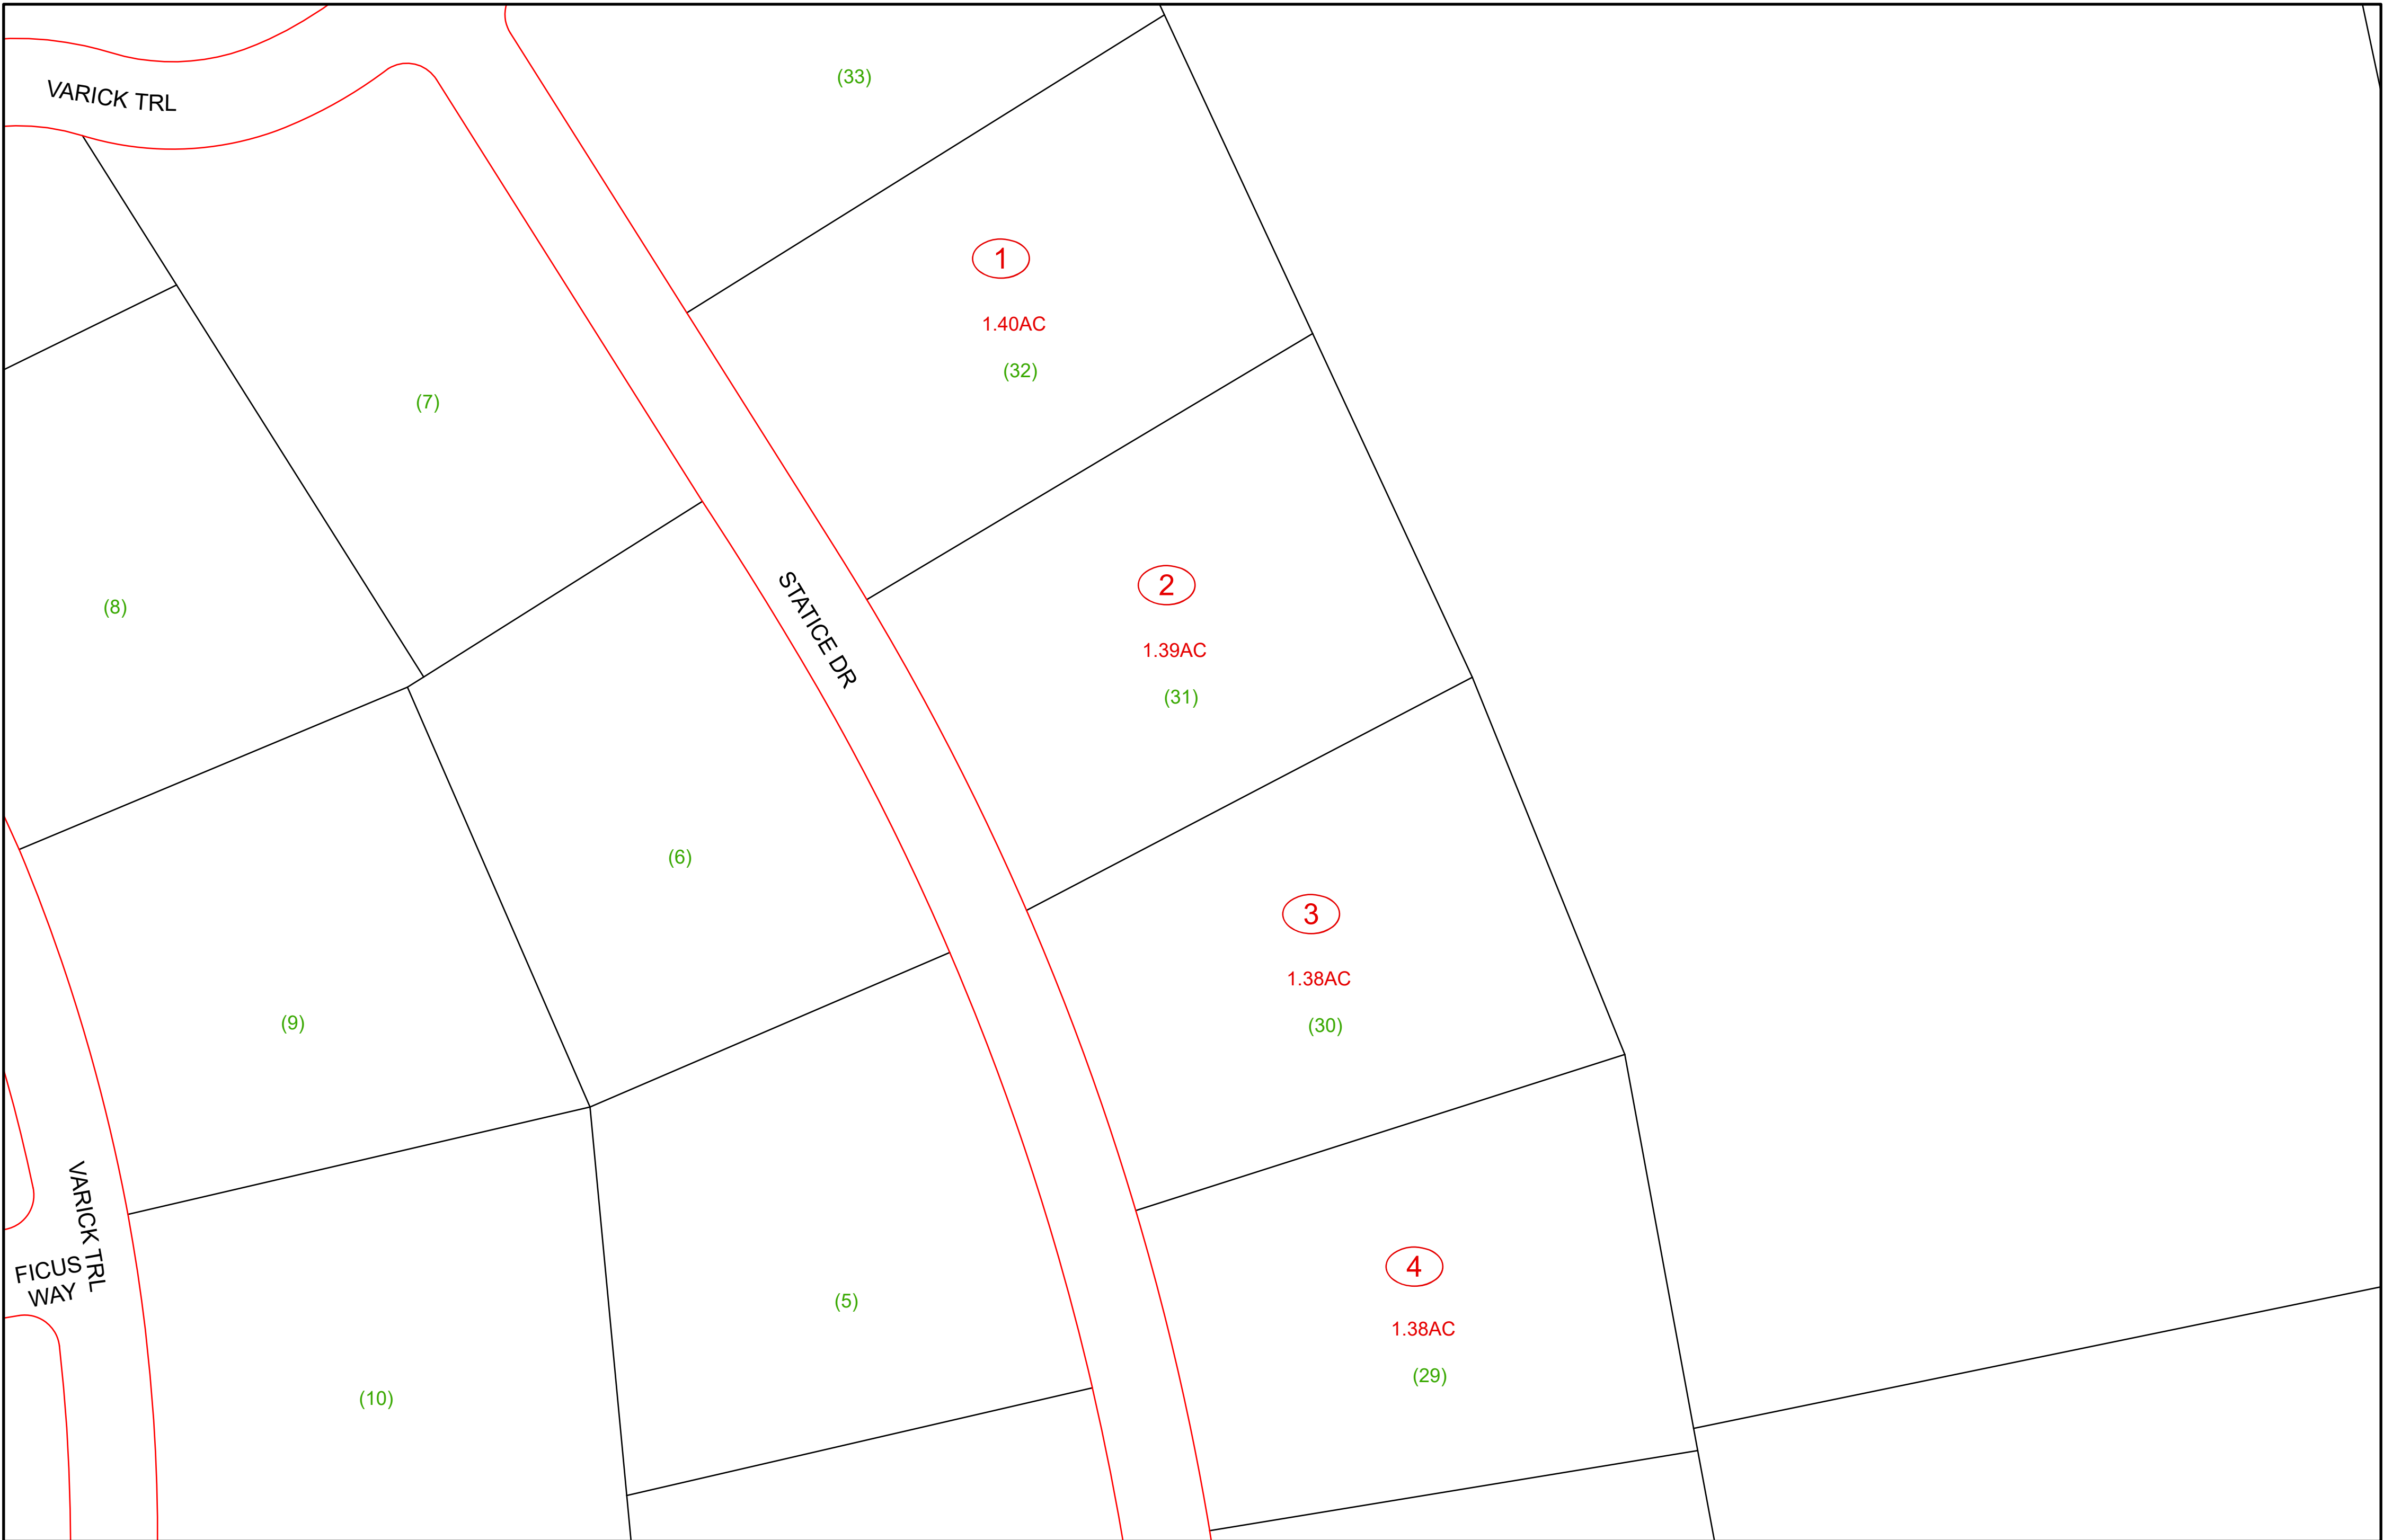 (33)
VARICK TRL
1
1.40AC
(32)
(7)
2
STATICE DR
(8)
1.39AC
(31)
(6)
3
1.38AC
(30)
(9)
VARICK TRL
FICUS
WAY
4
(5)
1.38AC
(29)
(10)